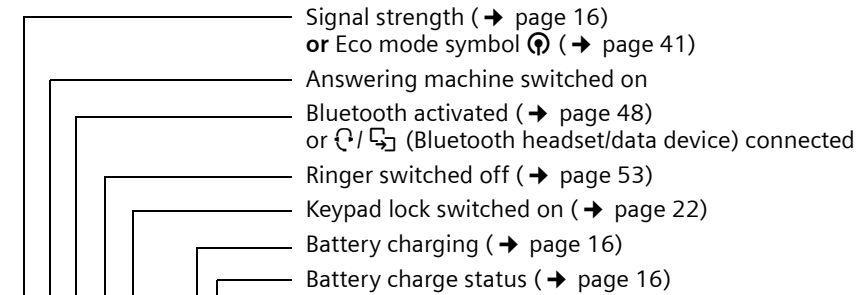 Signal strength (➔ page 16)
or Eco mode symbol (➔ page 41)
Answering machine switched on
Bluetooth activated (➔ page 48)
or / (Bluetooth headset/data device) connected
Ringer switched off (➔ page 53)
Keypad lock switched on (➔ page 22)
Battery charging (➔ page 16)
Battery charge status (➔ page 16)